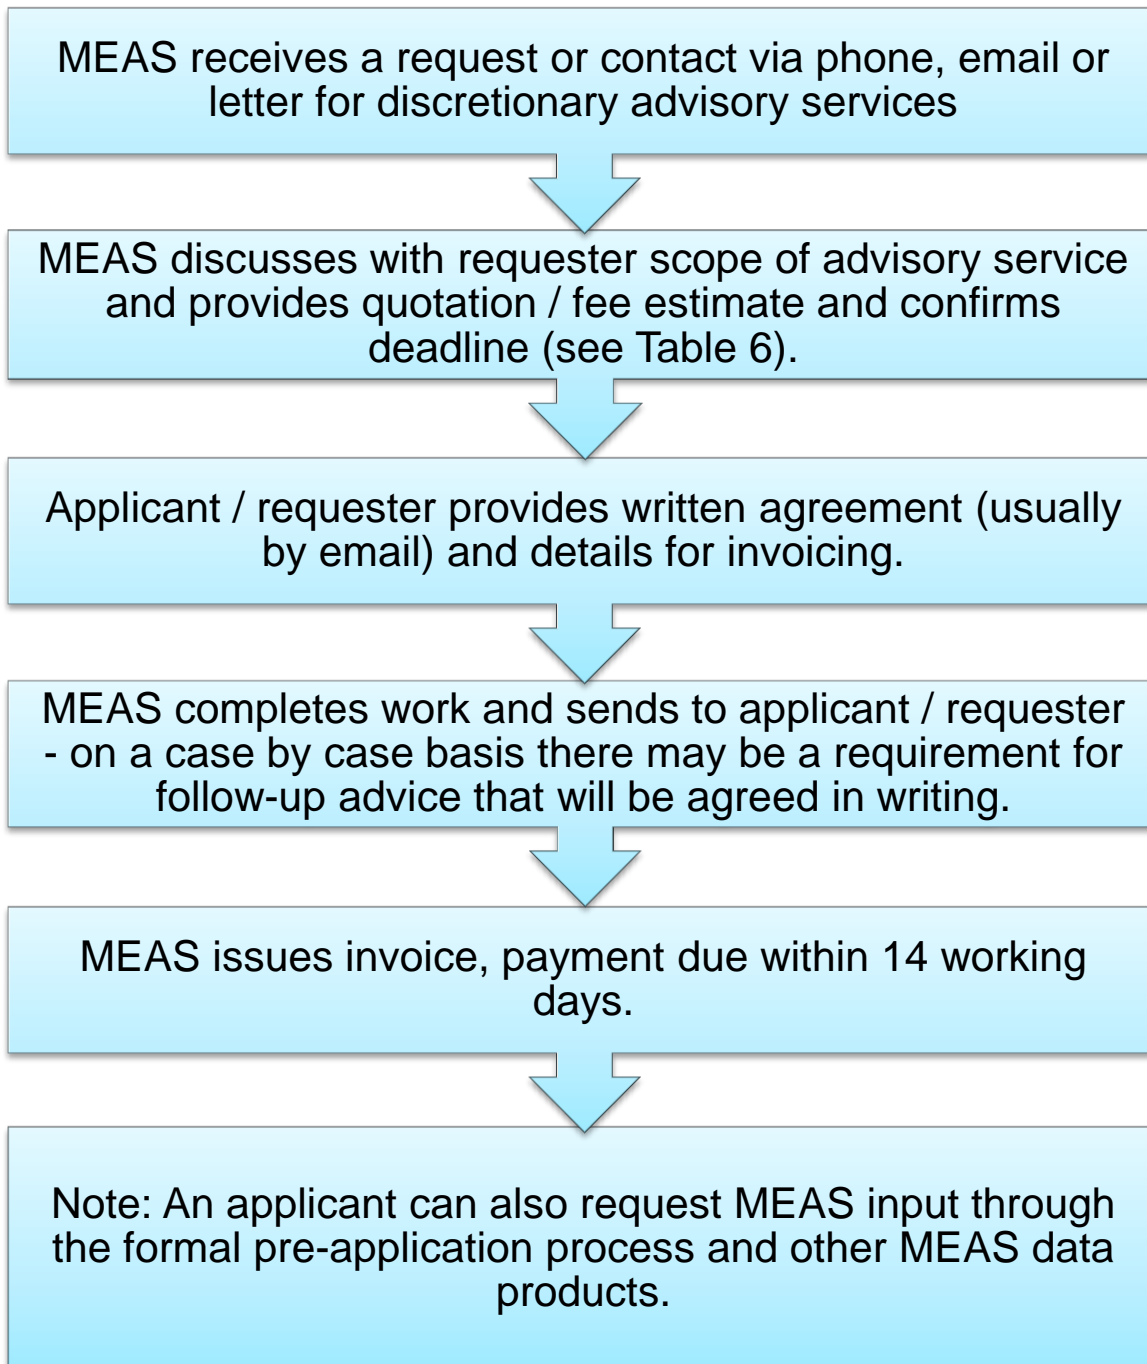 MEAS receives a request or contact via phone, email or
letter for discretionary advisory services
MEAS discusses with requester scope of advisory service
and provides quotation / fee estimate and confirms
deadline (see Table 6).
Applicant / requester provides written agreement (usually
by email) and details for invoicing.
MEAS completes work and sends to applicant / requester
- on a case by case basis there may be a requirement for
follow-up advice that will be agreed in writing.
MEAS issues invoice, payment due within 14 working
days.
Note: An applicant can also request MEAS input through
the formal pre-application process and other MEAS data
products.